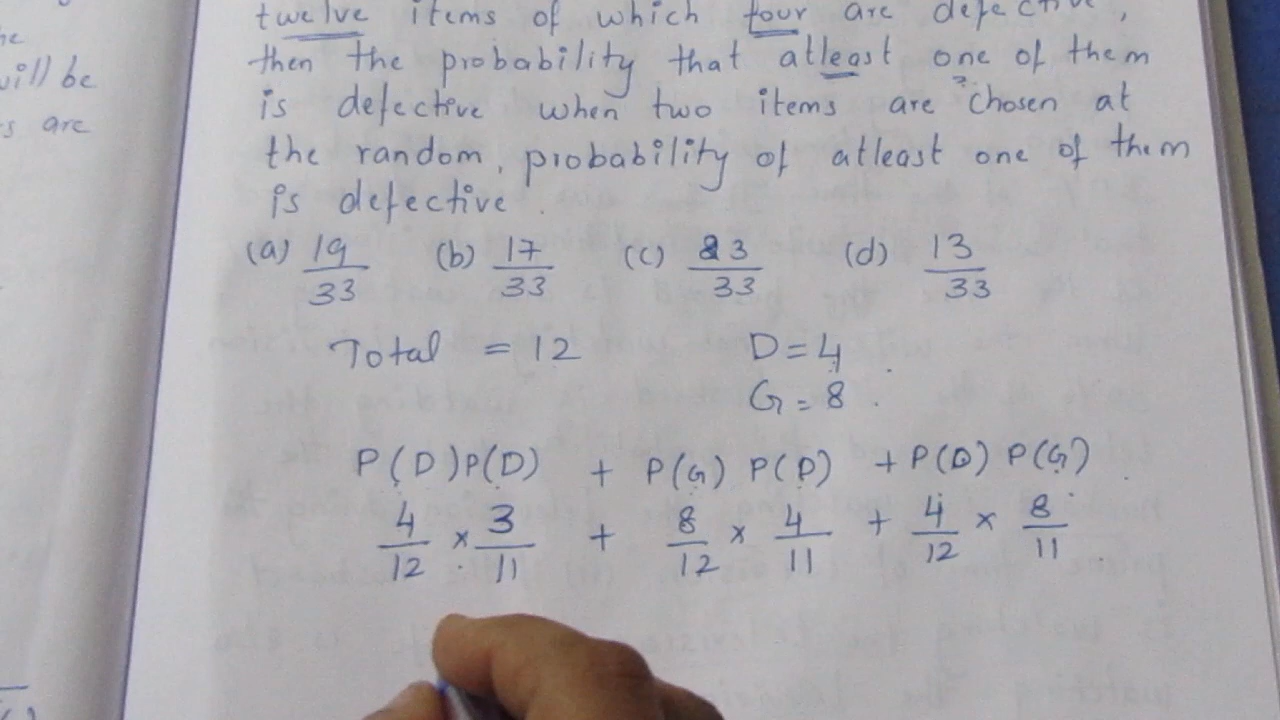 twelve items of which four are defective,
then the probability that atleast one of them
is defective when two items are chosen at
the random, probability of atleast one of them
is defective.
(a) 19/33 (b) 17/33 (c) 23/33 (d) 13/33
Total = 12 D = 4
G = 8
P(D)P(D) + P(G) P(D) + P(D) P(G)
4/12 × 3/11 + 8/12 × 4/11 + 4/12 × 8/11
will be
are